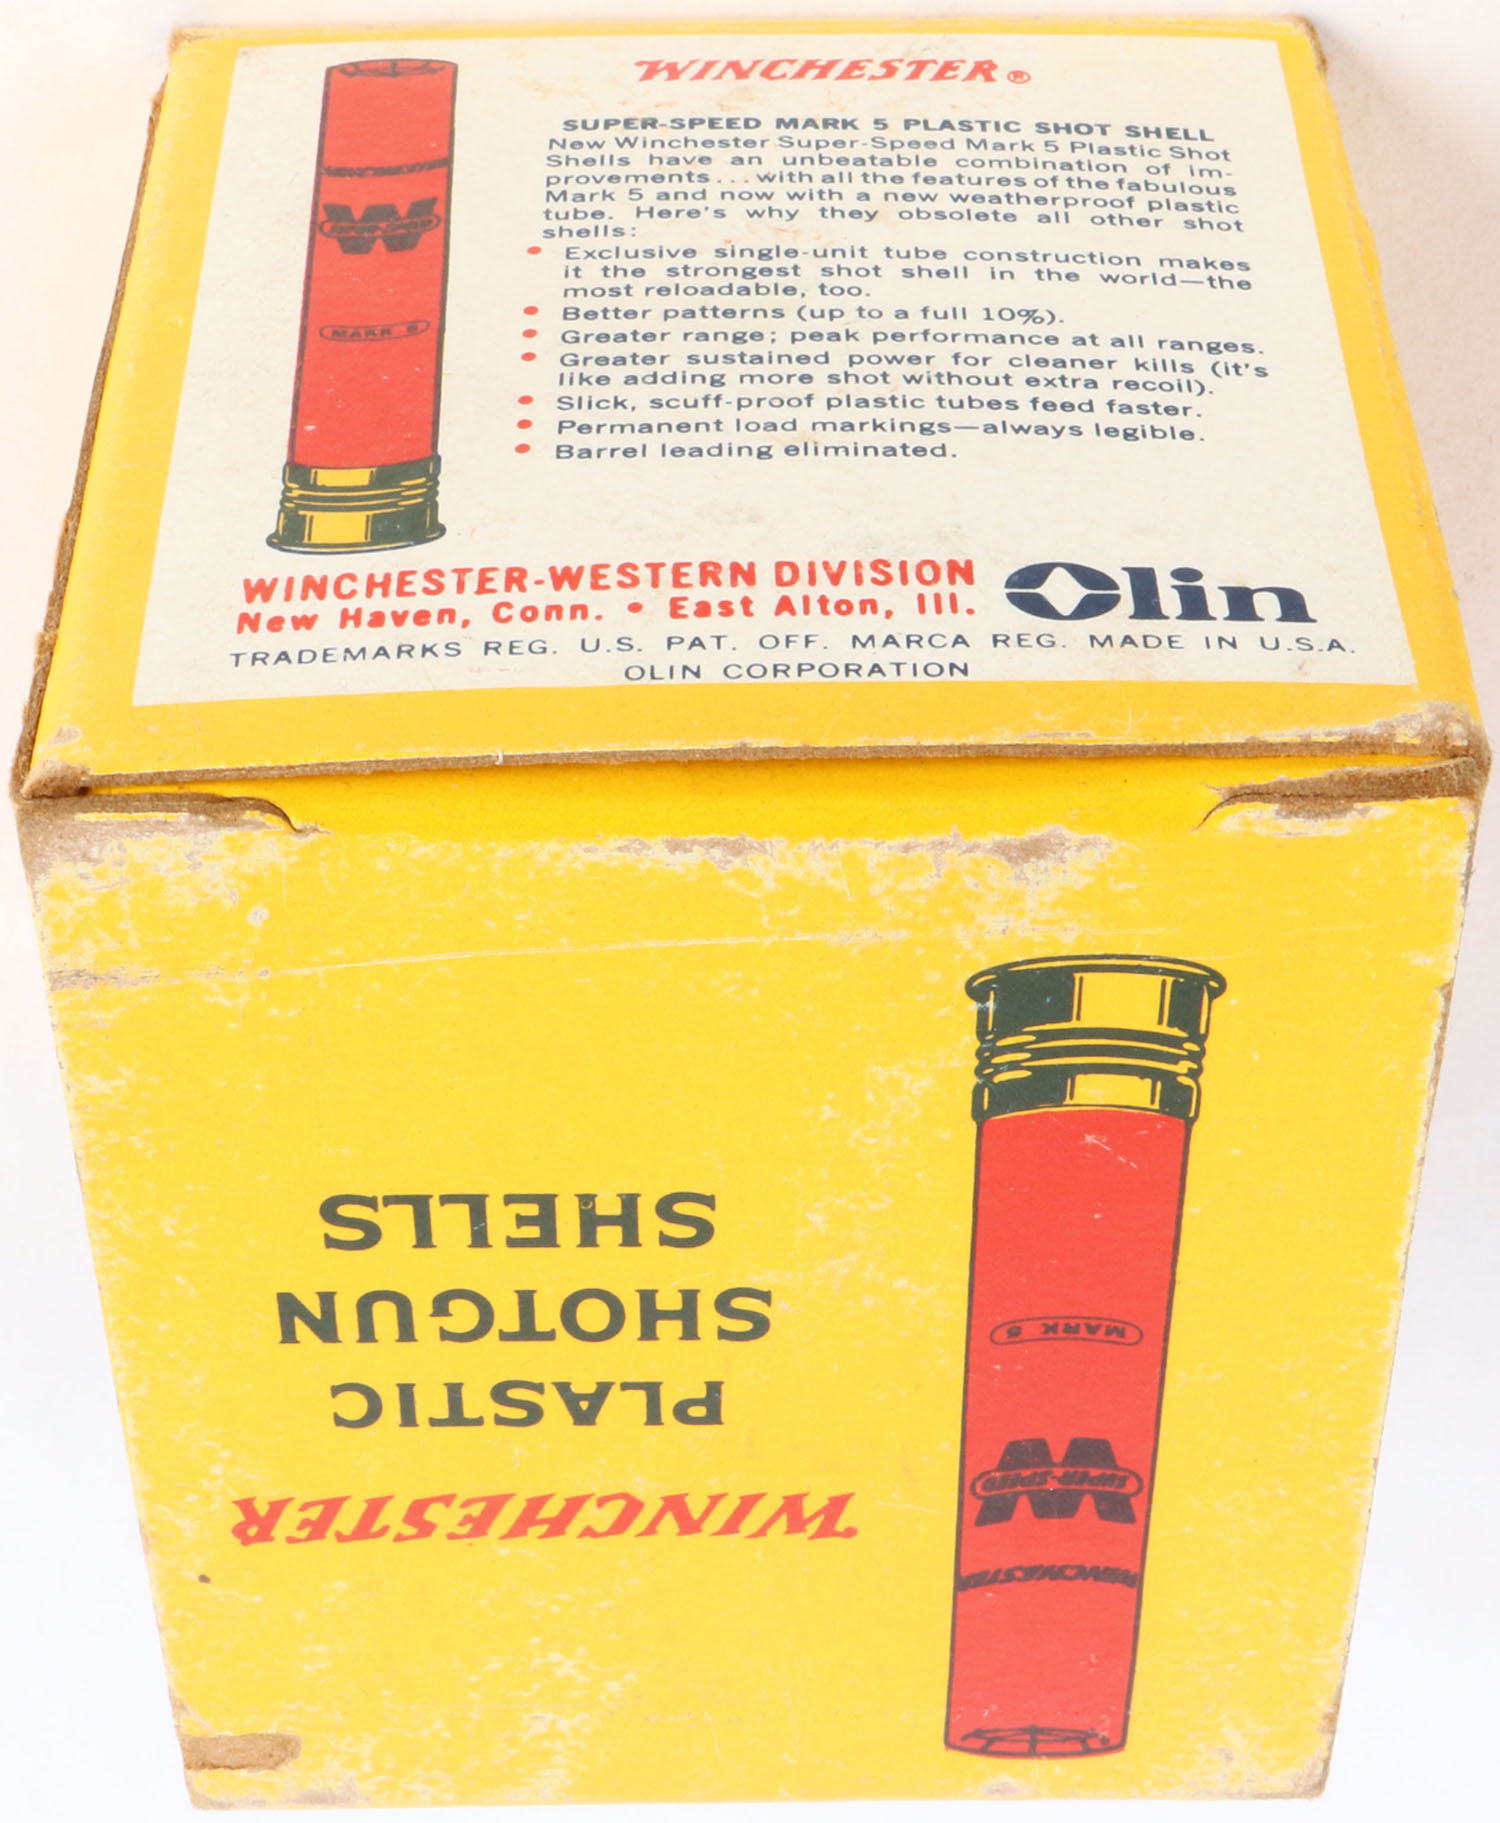 WINCHESTER®
SUPER-SPEED MARK 5 PLASTIC SHOT SHELL
New Winchester Super-Speed Mark 5 Plastic Shot
Shells have an unbeatable combination of im-
provements...with all the features of the fabulous
Mark 5 and now with a new weatherproof plastic
tube. Here's why they obsolete all other shot
shells:
• Exclusive single-unit tube construction makes
it the strongest shot shell in the world—the
most reloadable, too.
• Better patterns (up to a full 10%).
• Greater range; peak performance at all ranges.
• Greater sustained power for cleaner kills (it's
like adding more shot without extra recoil).
• Slick, scuff-proof plastic tubes feed faster.
• Permanent load markings—always legible.
• Barrel leading eliminated.
W
MARK 5
WINCHESTER-WESTERN DIVISION
New Haven, Conn. • East Alton, Ill.
Olin
TRADEMARKS REG. U.S. PAT. OFF. MARCA REG. MADE IN U.S.A.
OLIN CORPORATION
WINCHESTER
PLASTIC
SHOTGUN
SHELLS
WINCHESTER
W
SUPER-SPEED
MARK 5